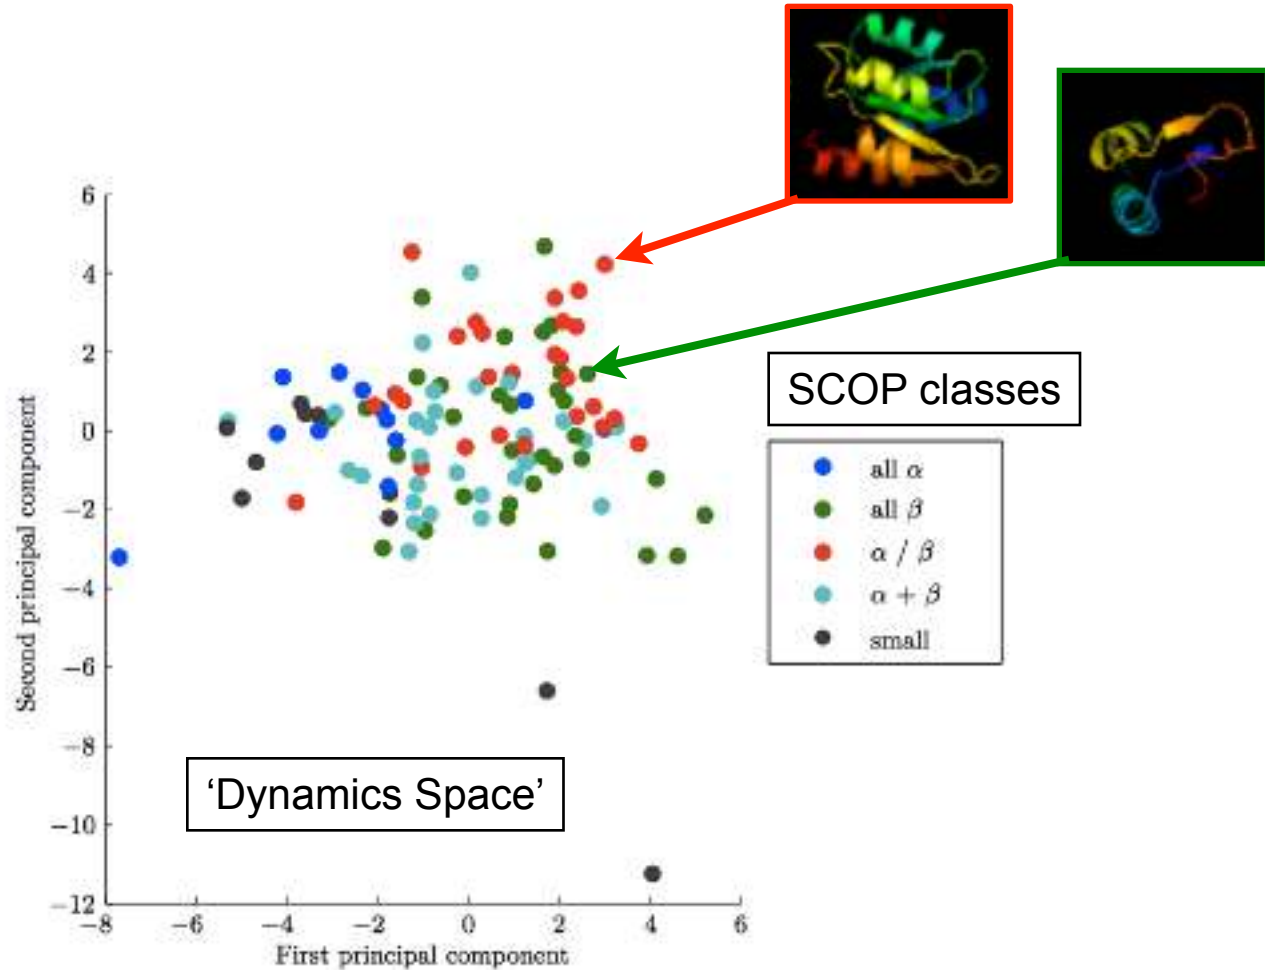 6
4
2
0
−2
−4
−6
−8
−10
−12
Second principal component
−8 −6 −4 −2 0 2 4 6
First principal component
‘Dynamics Space’
SCOP classes
all α
all β
α / β
α + β
small